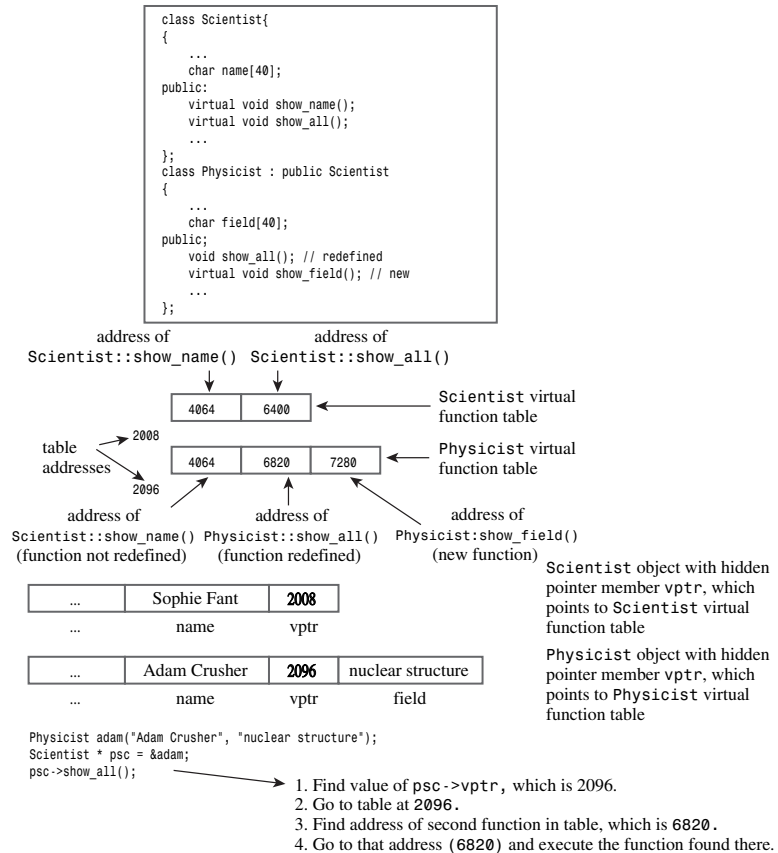 class Scientist{
{
...
char name[40];
public:
virtual void show_name();
virtual void show_all();
...
};
class Physicist : public Scientist
{
...
char field[40];
public;
void show_all(); // redefined
virtual void show_field(); // new
...
};
address of
Scientist::show_name()
address of
Scientist::show_all()
4064 6400
Scientist virtual
function table
table
addresses
2008
4064 6820 7280
Physicist virtual
function table
2096
address of
Scientist::show_name()
(function not redefined)
address of
Physicist::show_all()
(function redefined)
address of
Physicist:show_field()
(new function)
... Sophie Fant 2008
... name vptr
Scientist object with hidden
pointer member vptr, which
points to Scientist virtual
function table
... Adam Crusher 2096 nuclear structure
... name vptr field
Physicist object with hidden
pointer member vptr, which
points to Physicist virtual
function table
Physicist adam("Adam Crusher", "nuclear structure");
Scientist * psc = &adam;
psc->show_all();
1. Find value of psc->vptr, which is 2096.
2. Go to table at 2096.
3. Find address of second function in table, which is 6820.
4. Go to that address (6820) and execute the function found there.